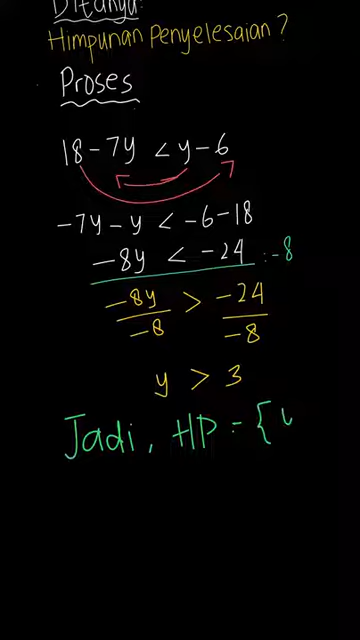 Ditanya:
Himpunan Penyelesaian?
Proses
18 - 7y < y - 6
-7y - y < -6 - 18
-8y < -24 : -8
-8y/-8 > -24/-8
y > 3
Jadi, HP = {